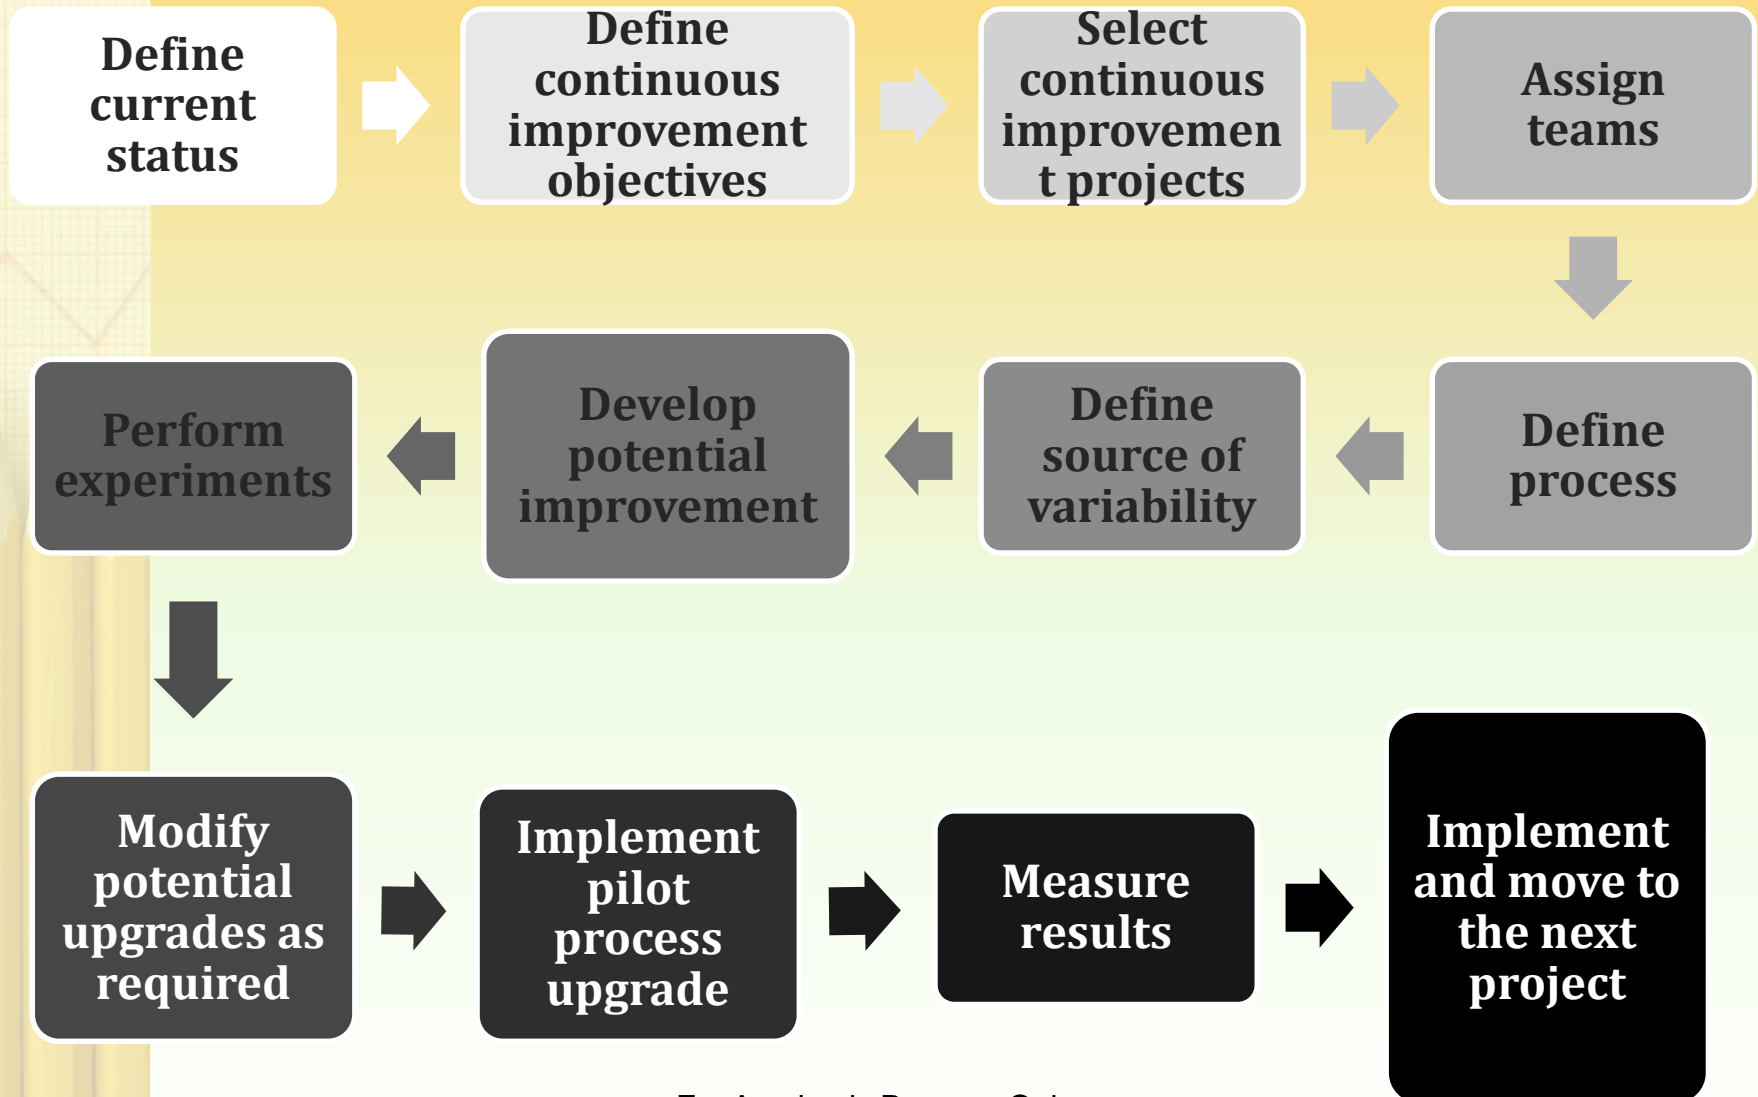 Define
current
status
Define
continuous
improvement
objectives
Select
continuous
improvemen
t projects
Assign
teams
Define
process
Define
source of
variability
Develop
potential
improvement
Perform
experiments
Modify
potential
upgrades as
required
Implement
pilot
process
upgrade
Measure
results
Implement
and move to
the next
project